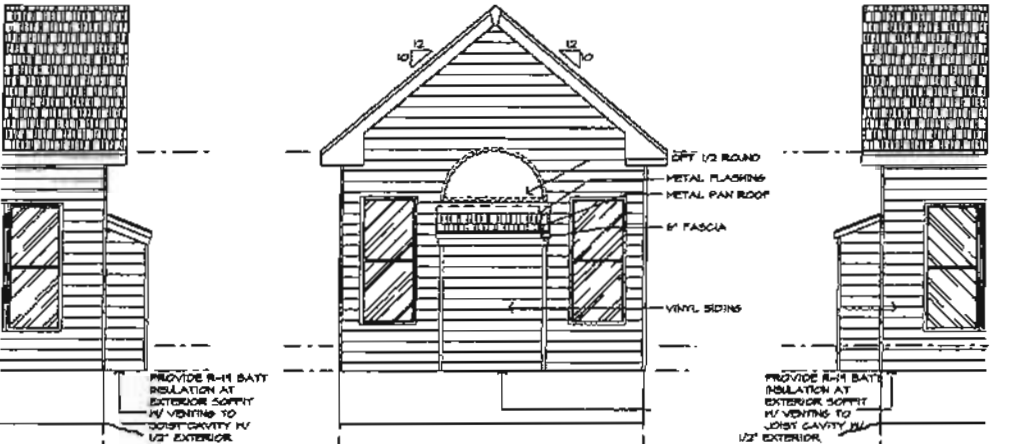 12
10
12
10
OPT 1/2 ROUND
METAL FLASHING
METAL PAN ROOF
6" FASCIA
VINYL SIDING
PROVIDE R-19 BATT
INSULATION AT
EXTERIOR SOFFIT
W/ VENTING TO
JOIST CAVITY W/
1/2" EXTERIOR
PROVIDE R-19 BATT
INSULATION AT
EXTERIOR SOFFIT
W/ VENTING TO
JOIST CAVITY W/
1/2" EXTERIOR